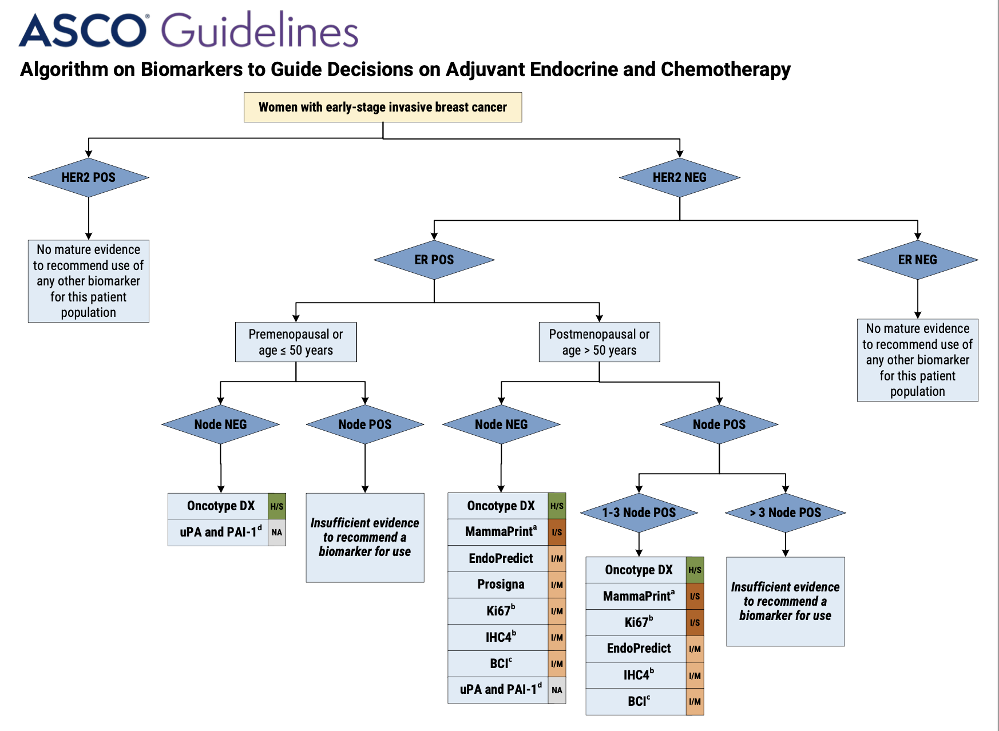 ASCO® Guidelines
Algorithm on Biomarkers to Guide Decisions on Adjuvant Endocrine and Chemotherapy
Women with early-stage invasive breast cancer
HER2 POS
HER2 NEG
No mature evidence
to recommend use of
any other biomarker
for this patient
population
ER POS
ER NEG
No mature evidence
to recommend use of
any other biomarker
for this patient
population
Premenopausal or
age ≤ 50 years
Postmenopausal or
age > 50 years
Node NEG
Node POS
Node NEG
Node POS
Oncotype DX H/S
uPA and PAI-1d NA
Insufficient evidence
to recommend a
biomarker for use
Oncotype DX H/S
MammaPrinta I/S
EndoPredict I/M
Prosigna I/M
Ki67b I/M
IHC4b I/M
BCIc I/M
uPA and PAI-1d NA
1-3 Node POS
> 3 Node POS
Oncotype DX H/S
MammaPrinta I/S
Ki67b I/S
EndoPredict I/M
IHC4b I/M
BCIc I/M
Insufficient evidence
to recommend a
biomarker for use